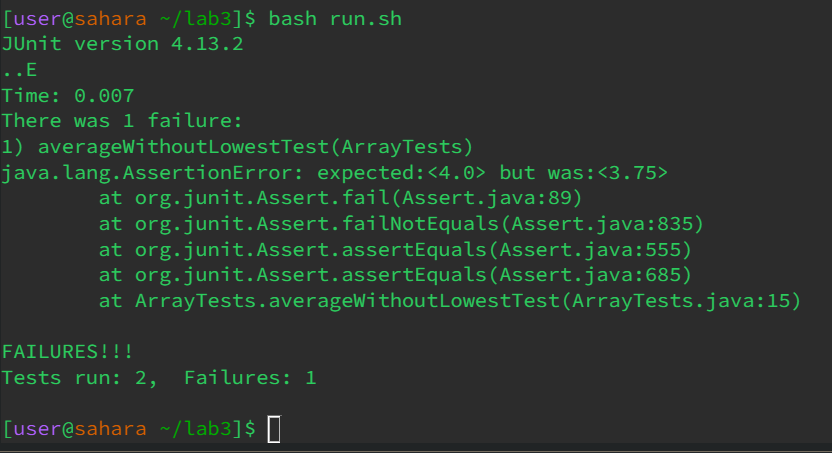 [user@sahara ~/lab3]$ bash run.sh
JUnit version 4.13.2
..E
Time: 0.007
There was 1 failure:
1) averageWithoutLowestTest(ArrayTests)
java.lang.AssertionError: expected:<4.0> but was:<3.75>
        at org.junit.Assert.fail(Assert.java:89)
        at org.junit.Assert.failNotEquals(Assert.java:835)
        at org.junit.Assert.assertEquals(Assert.java:555)
        at org.junit.Assert.assertEquals(Assert.java:685)
        at ArrayTests.averageWithoutLowestTest(ArrayTests.java:15)

FAILURES!!!
Tests run: 2,  Failures: 1

[user@sahara ~/lab3]$